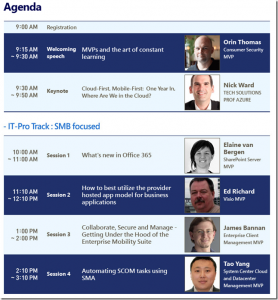 Agenda
9:00 AM Registration
9:15 AM
~ 9:30 AM
Welcoming
speech
MVPs and the art of constant
learning
Orin Thomas
Consumer Security
MVP
9:30 AM
~ 9:50 AM
Keynote
Cloud-First, Mobile-First: One Year In,
Where Are We in the Cloud?
Nick Ward
TECH SOLUTIONS
PROF AZURE
- IT-Pro Track : SMB focused
10:00 AM
~ 11:00 AM
Session 1
What's new in Office 365
Elaine van
Bergen
SharePoint Server
MVP
11:10 AM
~ 12:10 PM
Session 2
How to best utilize the provider
hosted app model for business
applications
Ed Richard
Visio MVP
1:00 PM
~ 2:00 PM
Session 3
Collaborate, Secure and Manage -
Getting Under the Hood of the
Enterprise Mobility Suite
James Bannan
Enterprise Client
Management MVP
2:10 PM
~ 3:10 PM
Session 4
Automating SCOM tasks using
SMA
Tao Yang
System Center Cloud
and Datacenter
Management MVP